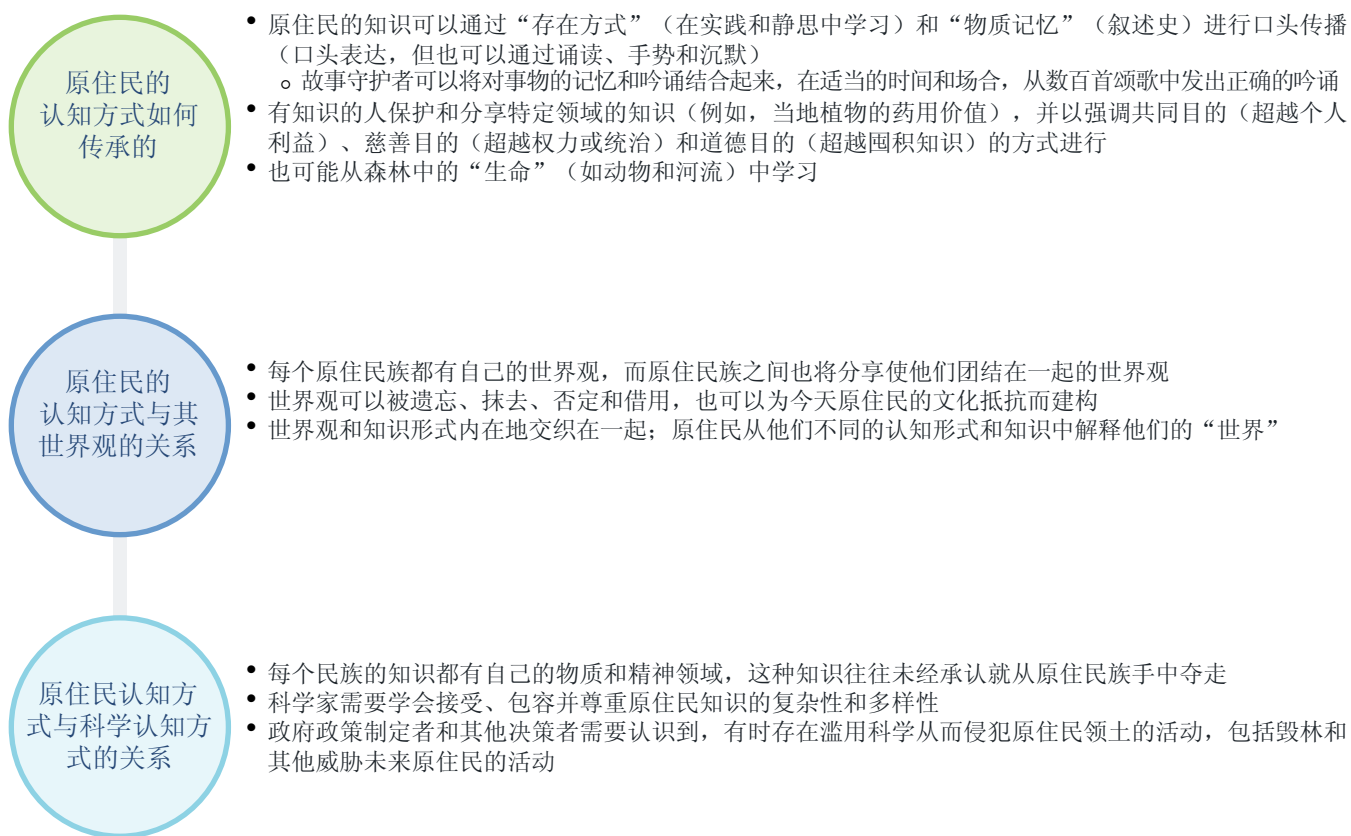 原住民的
认知方式如何
传承的
• 原住民的知识可以通过“存在方式”（在实践和静思中学习）和“物质记忆”（叙述史）进行口头传播
（口头表达，但也可以通过诵读、手势和沉默）
o 故事守护者可以将对事物的记忆和吟诵结合起来，在适当的时间和场合，从数百首颂歌中发出正确的吟诵
• 有知识的人保护和分享特定领域的知识（例如，当地植物的药用价值），并以强调共同目的（超越个人
利益）、慈善目的（超越权力或统治）和道德目的（超越囤积知识）的方式进行
• 也可能从森林中的“生命”（如动物和河流）中学习
原住民的
认知方式与其
世界观的关系
• 每个原住民族都有自己的世界观，而原住民族之间也将分享使他们团结在一起的世界观
• 世界观可以被遗忘、抹去、否定和借用，也可以为今天原住民的文化抵抗而建构
• 世界观和知识形式内在地交织在一起；原住民从他们不同的认知形式和知识中解释他们的“世界”
原住民认知方
式与科学认知方
式的关系
• 每个民族的知识都有自己的物质和精神领域，这种知识往往未经承认就从原住民族手中夺走
• 科学家需要学会接受、包容并尊重原住民知识的复杂性和多样性
• 政府政策制定者和其他决策者需要认识到，有时存在滥用科学从而侵犯原住民领土的活动，包括毁林和
其他威胁未来原住民的活动